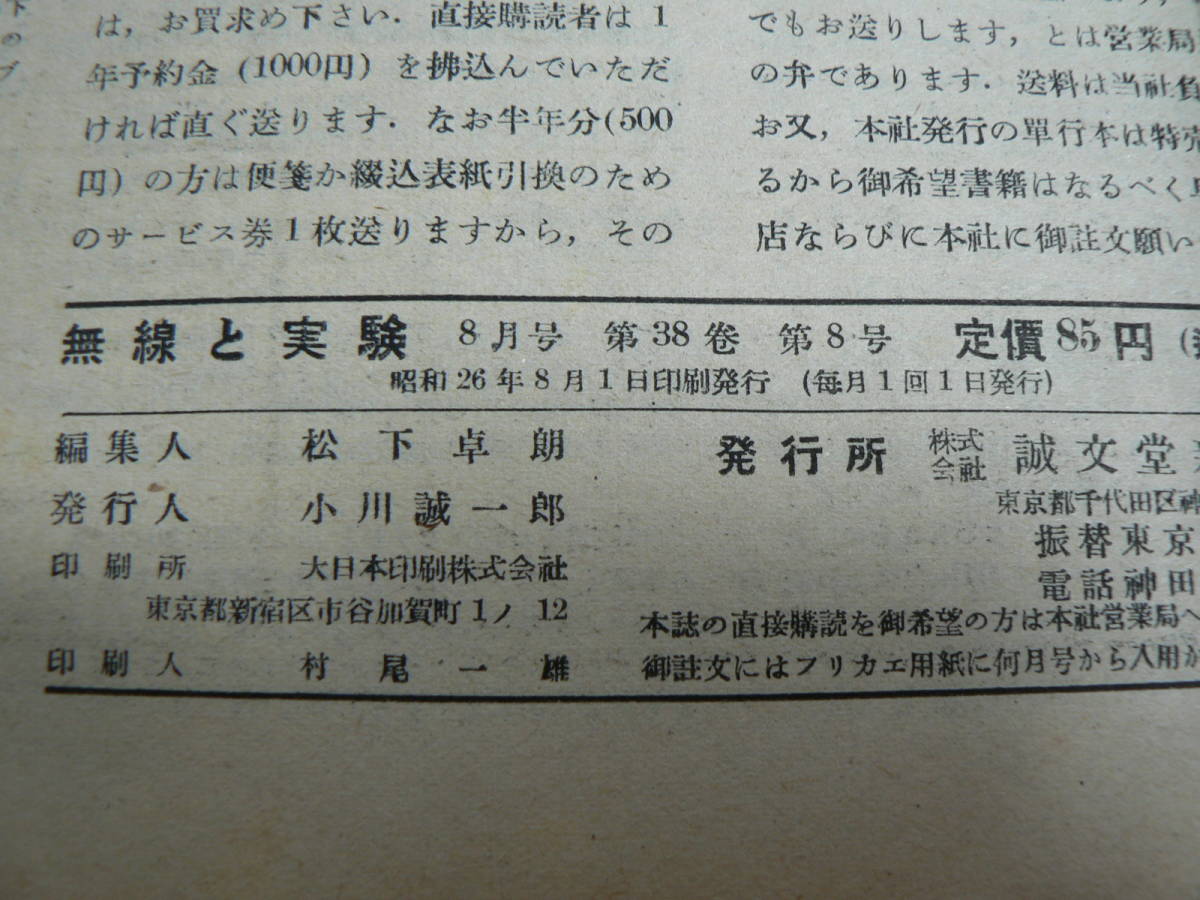 は，お買求め下さい．直接購読者は1
年予約金（1000円）を拂込んでいただ
ければ直ぐ送ります．なお半年分(500
円）の方は便箋か綴込表紙引換のため
のサービス券1枚送りますから，その
でもお送りします，とは営業局
の弁であります．送料は当社負
お又，本社発行の單行本は特売
るから御希望書籍はなるべく
店ならびに本社に御註文願い
無線と実験 8月号 第38巻 第8号 定價85円
昭和26年8月1日印刷発行 (毎月1回1日発行)
編集人 松下卓朗
発行人 小川誠一郎
印刷所 大日本印刷株式会社
東京都新宿区市谷加賀町1ノ12
印刷人 村尾一雄
発行所 株式会社 誠文堂
東京都千代田区神
振替東京
電話神田
本誌の直接購読を御希望の方は本社営業局へ
御註文にはフリカエ用紙に何月号から入用か